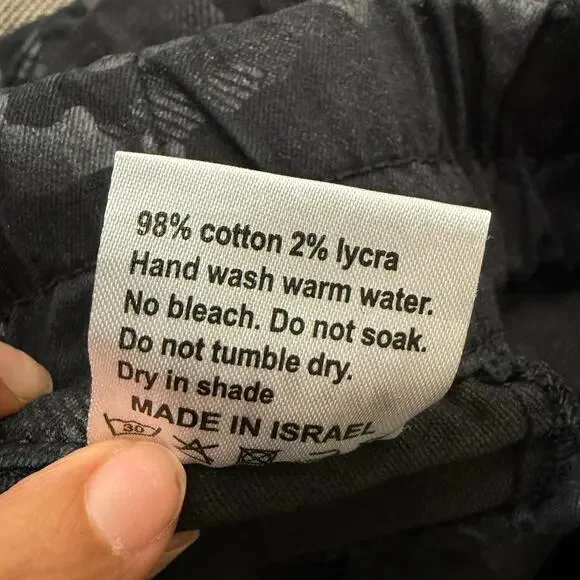 98% cotton 2% lycra
Hand wash warm water.
No bleach. Do not soak.
Do not tumble dry.
Dry in shade
MADE IN ISRAEL
30